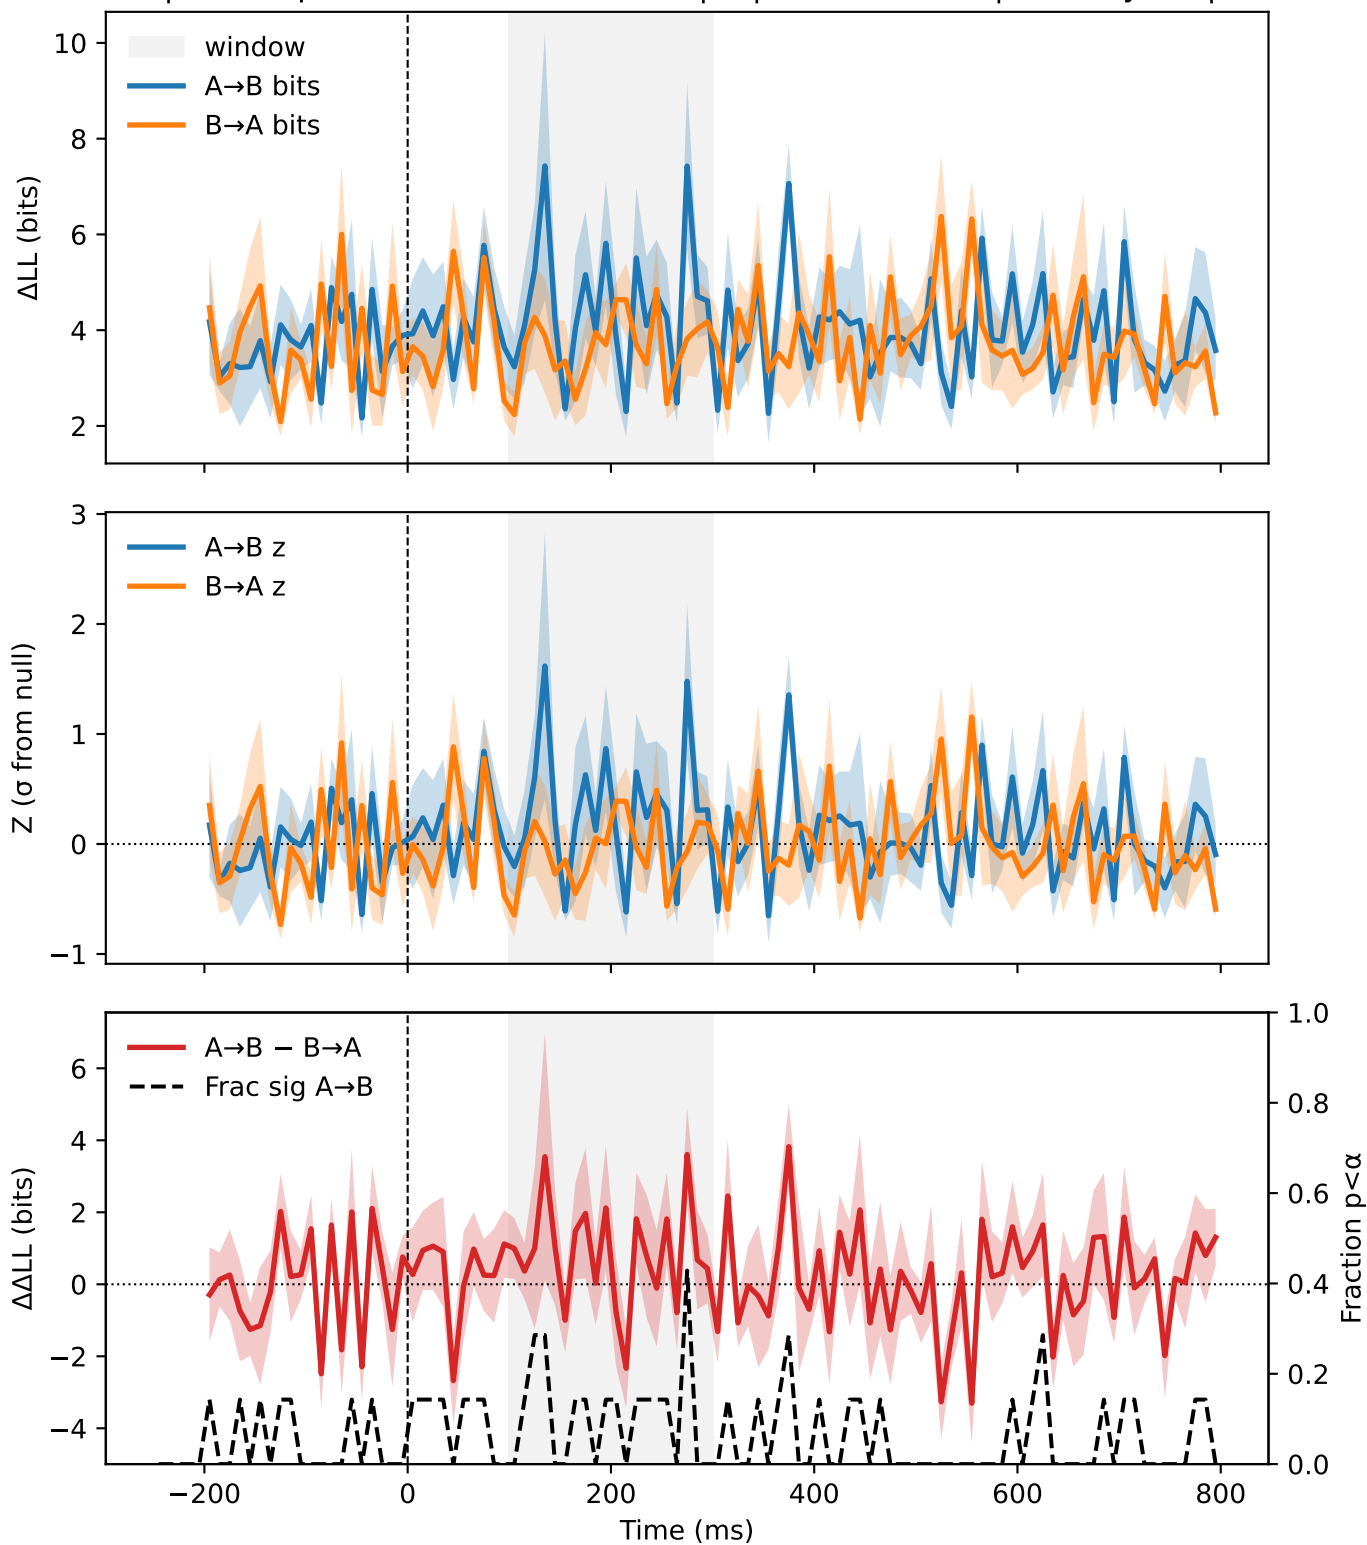 10
8
6
4
2
ΔLL (bits)
window
A→B bits
B→A bits
3
2
1
0
−1
Z (σ from null)
A→B z
B→A z
6
4
2
0
−2
−4
ΔΔLL (bits)
A→B − B→A
Frac sig A→B
1.0
0.8
0.6
0.4
0.2
0.0
Fraction p<α
−200
0
200
400
600
800
Time (ms)